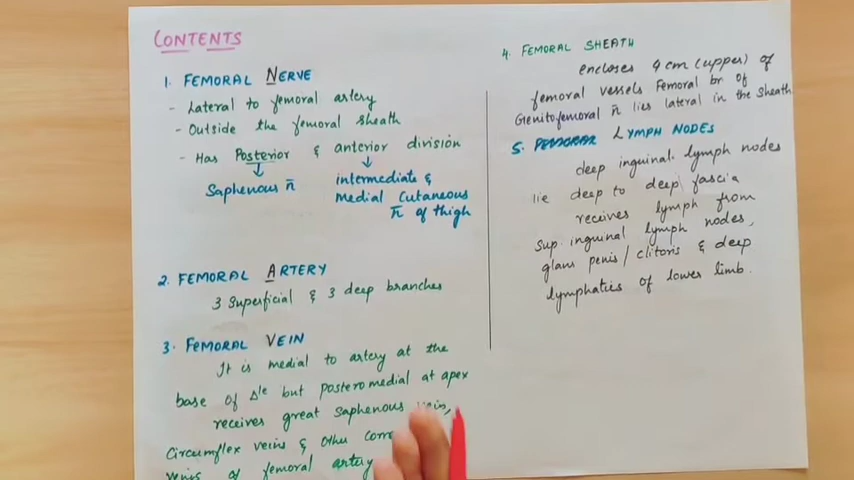 CONTENTS
1. FEMORAL NERVE
- Lateral to femoral artery
- Outside the femoral sheath
- Has Posterior & anterior division
Saphenous n̄
intermediate &
medial Cutaneous
n̄ of thigh
2. FEMORAL ARTERY
3 Superficial & 3 deep branches
3. FEMORAL VEIN
It is medial to artery at the
base of Δle but posteromedial at apex
receives great saphenous vein,
Circumflex veins & other
veins of femoral artery
4. FEMORAL SHEATH
encloses 4 cm (upper) of
femoral vessels Femoral br of
Genitofemoral n̄ lies lateral in the Sheath
5. LYMPH NODES
deep inguinal lymph nodes
lie deep to deep fascia
receives lymph from
Sup. inguinal lymph nodes,
glans penis / clitoris & deep
lymphatics of lower limb.